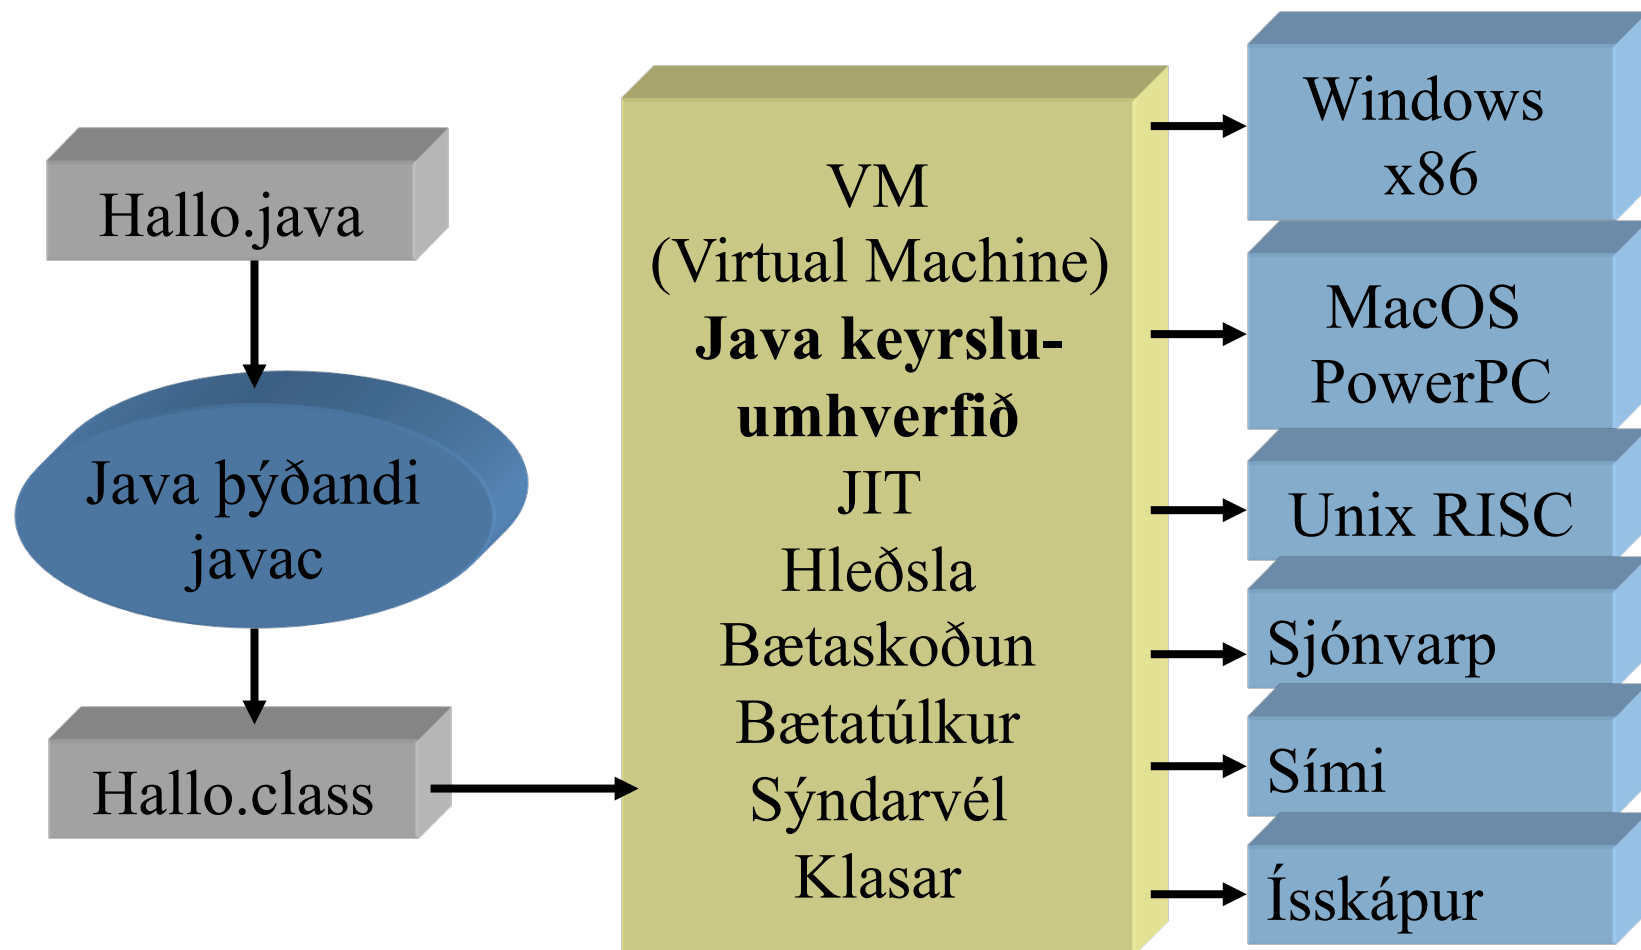 Hallo.java
Java þýðandi
javac
Hallo.class
VM
(Virtual Machine)
Java keyrslu-
umhverfið
JIT
Hleðsla
Bætaskoðun
Bætatúlkur
Sýndarvél
Klasar
Windows
x86
MacOS
PowerPC
Unix RISC
Sjónvarp
Sími
Ísskápur